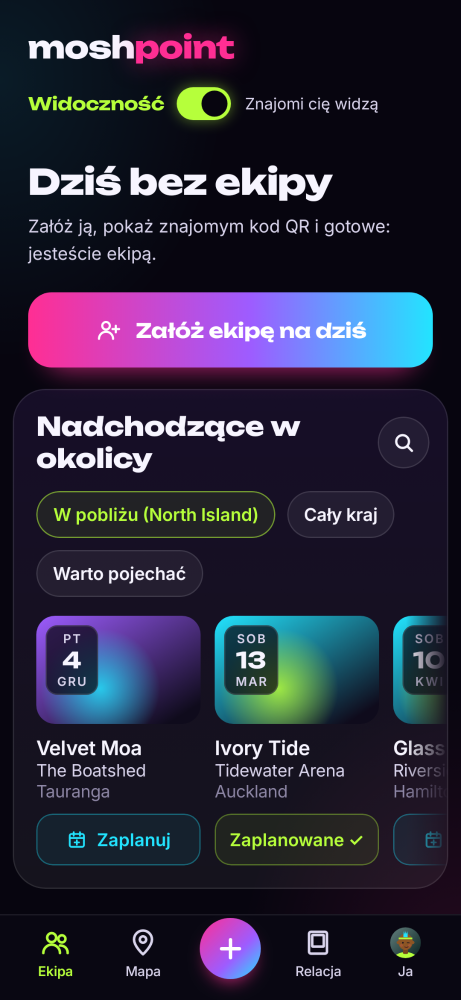 moshpoint
Widoczność
Znajomi cię widzą
Dziś bez ekipy
Załóż ją, pokaż znajomym kod QR i gotowe:
jesteście ekipą.
Załóż ekipę na dziś
Nadchodzące w
okolicy
W pobliżu (North Island)
Cały kraj
Warto pojechać
PT
4
GRU
SOB
13
MAR
SOB
10
Velvet Moa
The Boatshed
Tauranga
Zaplanuj
Ivory Tide
Tidewater Arena
Auckland
Zaplanowane ✓
Glass
Ekipa
Mapa
Relacja
Ja